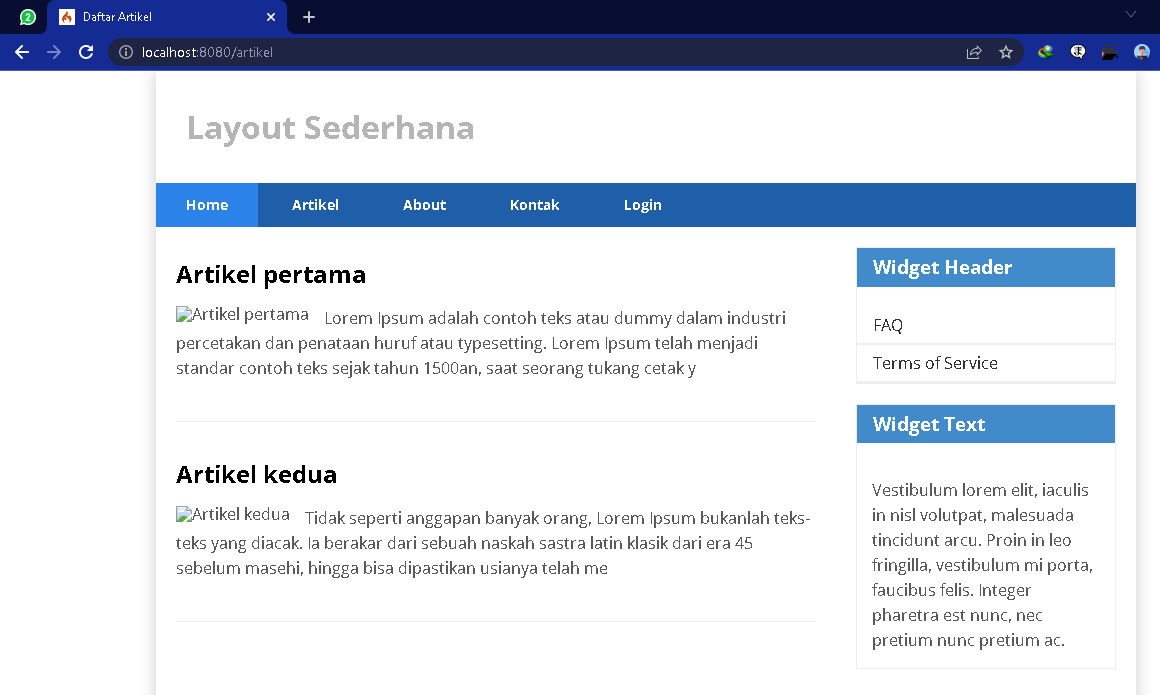 2
Daftar Artikel
localhost:8080/artikel
Layout Sederhana
Home Artikel About Kontak Login
Artikel pertama
Artikel pertama Lorem Ipsum adalah contoh teks atau dummy dalam industri
percetakan dan penataan huruf atau typesetting. Lorem Ipsum telah menjadi
standar contoh teks sejak tahun 1500an, saat seorang tukang cetak y
Artikel kedua
Artikel kedua Tidak seperti anggapan banyak orang, Lorem Ipsum bukanlah teks-
teks yang diacak. Ia berakar dari sebuah naskah sastra latin klasik dari era 45
sebelum masehi, hingga bisa dipastikan usianya telah me
Widget Header
FAQ
Terms of Service
Widget Text
Vestibulum lorem elit, iaculis
in nisl volutpat, malesuada
tincidunt arcu. Proin in leo
fringilla, vestibulum mi porta,
faucibus felis. Integer
pharetra est nunc, nec
pretium nunc pretium ac.